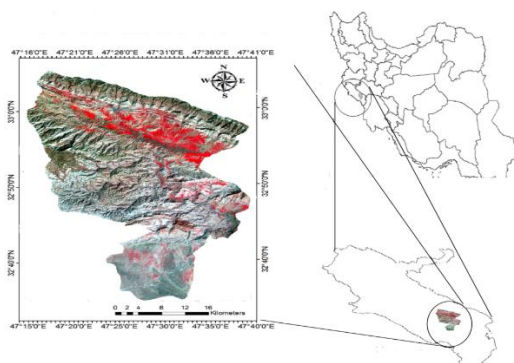 47°16'0"E 47°21'0"E 47°26'0"E 47°31'0"E 47°36'0"E 47°41'0"E
N
W E
S
33°0'0"N 33°0'0"N
32°50'0"N 32°50'0"N
32°40'0"N 32°40'0"N
0 2 4 8 12 16
Kilometers
47°15'0"E 47°20'0"E 47°25'0"E 47°30'0"E 47°35'0"E 47°40'0"E